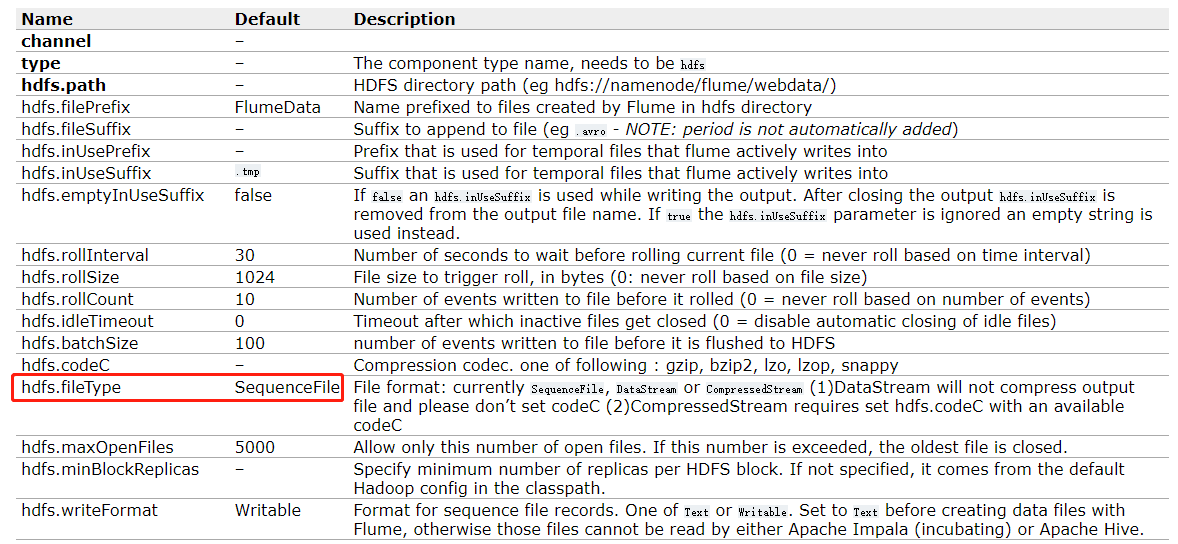 Name Default Description
channel –
type – The component type name, needs to be hdfs
hdfs.path – HDFS directory path (eg hdfs://namenode/flume/webdata/)
hdfs.filePrefix FlumeData Name prefixed to files created by Flume in hdfs directory
hdfs.fileSuffix – Suffix to append to file (eg .avro - NOTE: period is not automatically added)
hdfs.inUsePrefix – Prefix that is used for temporal files that flume actively writes into
hdfs.inUseSuffix .tmp Suffix that is used for temporal files that flume actively writes into
hdfs.emptyInUseSuffix false If false an hdfs.inUseSuffix is used while writing the output. After closing the output hdfs.inUseSuffix is
removed from the output file name. If true the hdfs.inUseSuffix parameter is ignored an empty string is
used instead.
hdfs.rollInterval 30 Number of seconds to wait before rolling current file (0 = never roll based on time interval)
hdfs.rollSize 1024 File size to trigger roll, in bytes (0: never roll based on file size)
hdfs.rollCount 10 Number of events written to file before it rolled (0 = never roll based on number of events)
hdfs.idleTimeout 0 Timeout after which inactive files get closed (0 = disable automatic closing of idle files)
hdfs.batchSize 100 number of events written to file before it is flushed to HDFS
hdfs.codeC – Compression codec. one of following : gzip, bzip2, lzo, lzop, snappy
hdfs.fileType SequenceFile File format: currently SequenceFile, DataStream or CompressedStream (1)DataStream will not compress output
file and please don’t set codeC (2)CompressedStream requires set hdfs.codeC with an available
codeC
hdfs.maxOpenFiles 5000 Allow only this number of open files. If this number is exceeded, the oldest file is closed.
hdfs.minBlockReplicas – Specify minimum number of replicas per HDFS block. If not specified, it comes from the default
Hadoop config in the classpath.
hdfs.writeFormat Writable Format for sequence file records. One of Text or Writable. Set to Text before creating data files with
Flume, otherwise those files cannot be read by either Apache Impala (incubating) or Apache Hive.